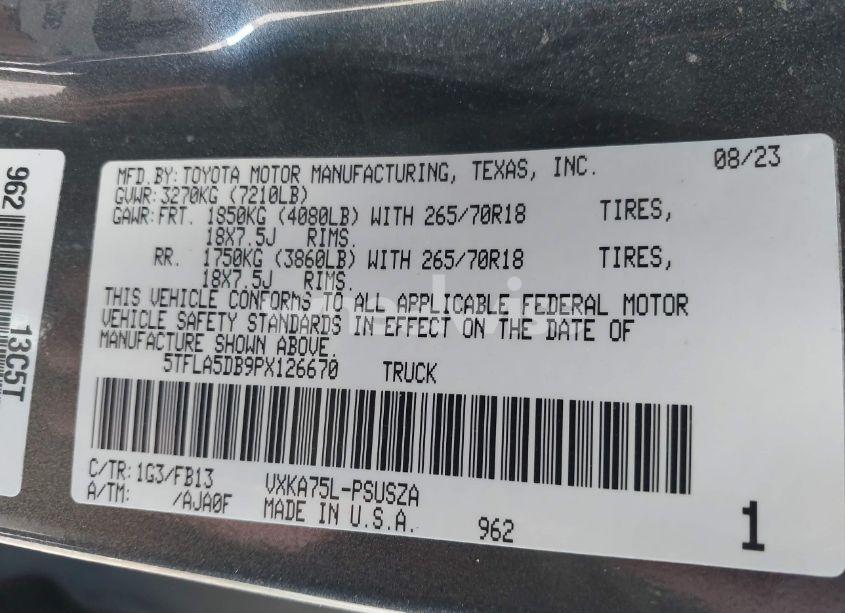 MFD. BY: TOYOTA MOTOR MANUFACTURING, TEXAS, INC. 08/23
GVWR: 3270KG (7210LB)
GAWR: FRT. 1850KG (4080LB) WITH 265/70R18 TIRES,
18X7.5J RIMS.
RR. 1750KG (3860LB) WITH 265/70R18 TIRES,
18X7.5J RIMS.
THIS VEHICLE CONFORMS TO ALL APPLICABLE FEDERAL MOTOR
VEHICLE SAFETY STANDARDS IN EFFECT ON THE DATE OF
MANUFACTURE SHOWN ABOVE.
5TFLA5DB9PX126670 TRUCK
C/TR: 1G3/FB13 VXKA75L-PSUSZA
A/TM: /AJA0F MADE IN U.S.A. 962 1
962 13C5T